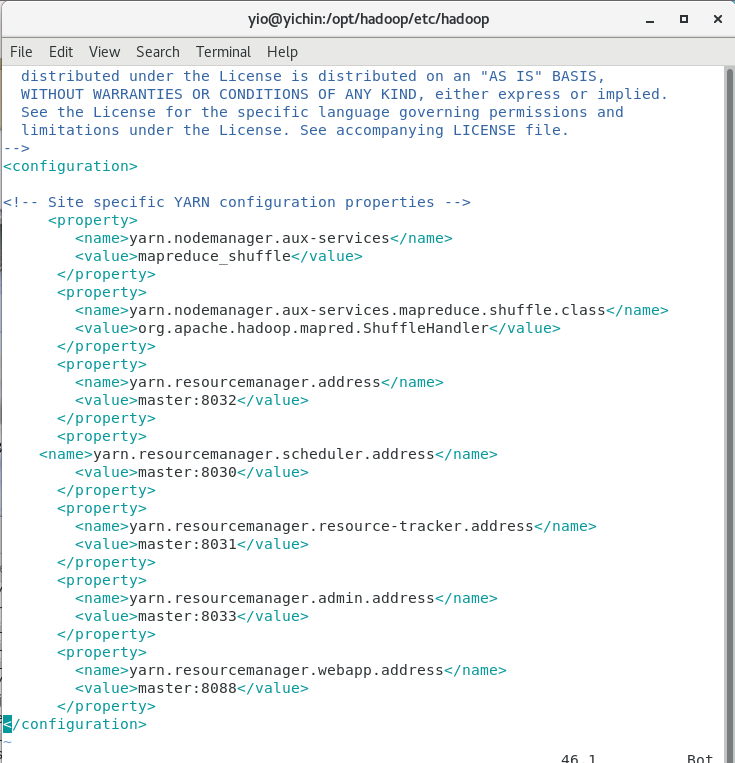 yio@yichin:/opt/hadoop/etc/hadoop
File Edit View Search Terminal Help
distributed under the License is distributed on an "AS IS" BASIS,
WITHOUT WARRANTIES OR CONDITIONS OF ANY KIND, either express or implied.
See the License for the specific language governing permissions and
limitations under the License. See accompanying LICENSE file.
-->
<configuration>
<!-- Site specific YARN configuration properties -->
<property>
<name>yarn.nodemanager.aux-services</name>
<value>mapreduce_shuffle</value>
</property>
<property>
<name>yarn.nodemanager.aux-services.mapreduce.shuffle.class</name>
<value>org.apache.hadoop.mapred.ShuffleHandler</value>
</property>
<property>
<name>yarn.resourcemanager.address</name>
<value>master:8032</value>
</property>
<property>
<name>yarn.resourcemanager.scheduler.address</name>
<value>master:8030</value>
</property>
<property>
<name>yarn.resourcemanager.resource-tracker.address</name>
<value>master:8031</value>
</property>
<property>
<name>yarn.resourcemanager.admin.address</name>
<value>master:8033</value>
</property>
<property>
<name>yarn.resourcemanager.webapp.address</name>
<value>master:8088</value>
</property>
</configuration>
~
46,1 Bot